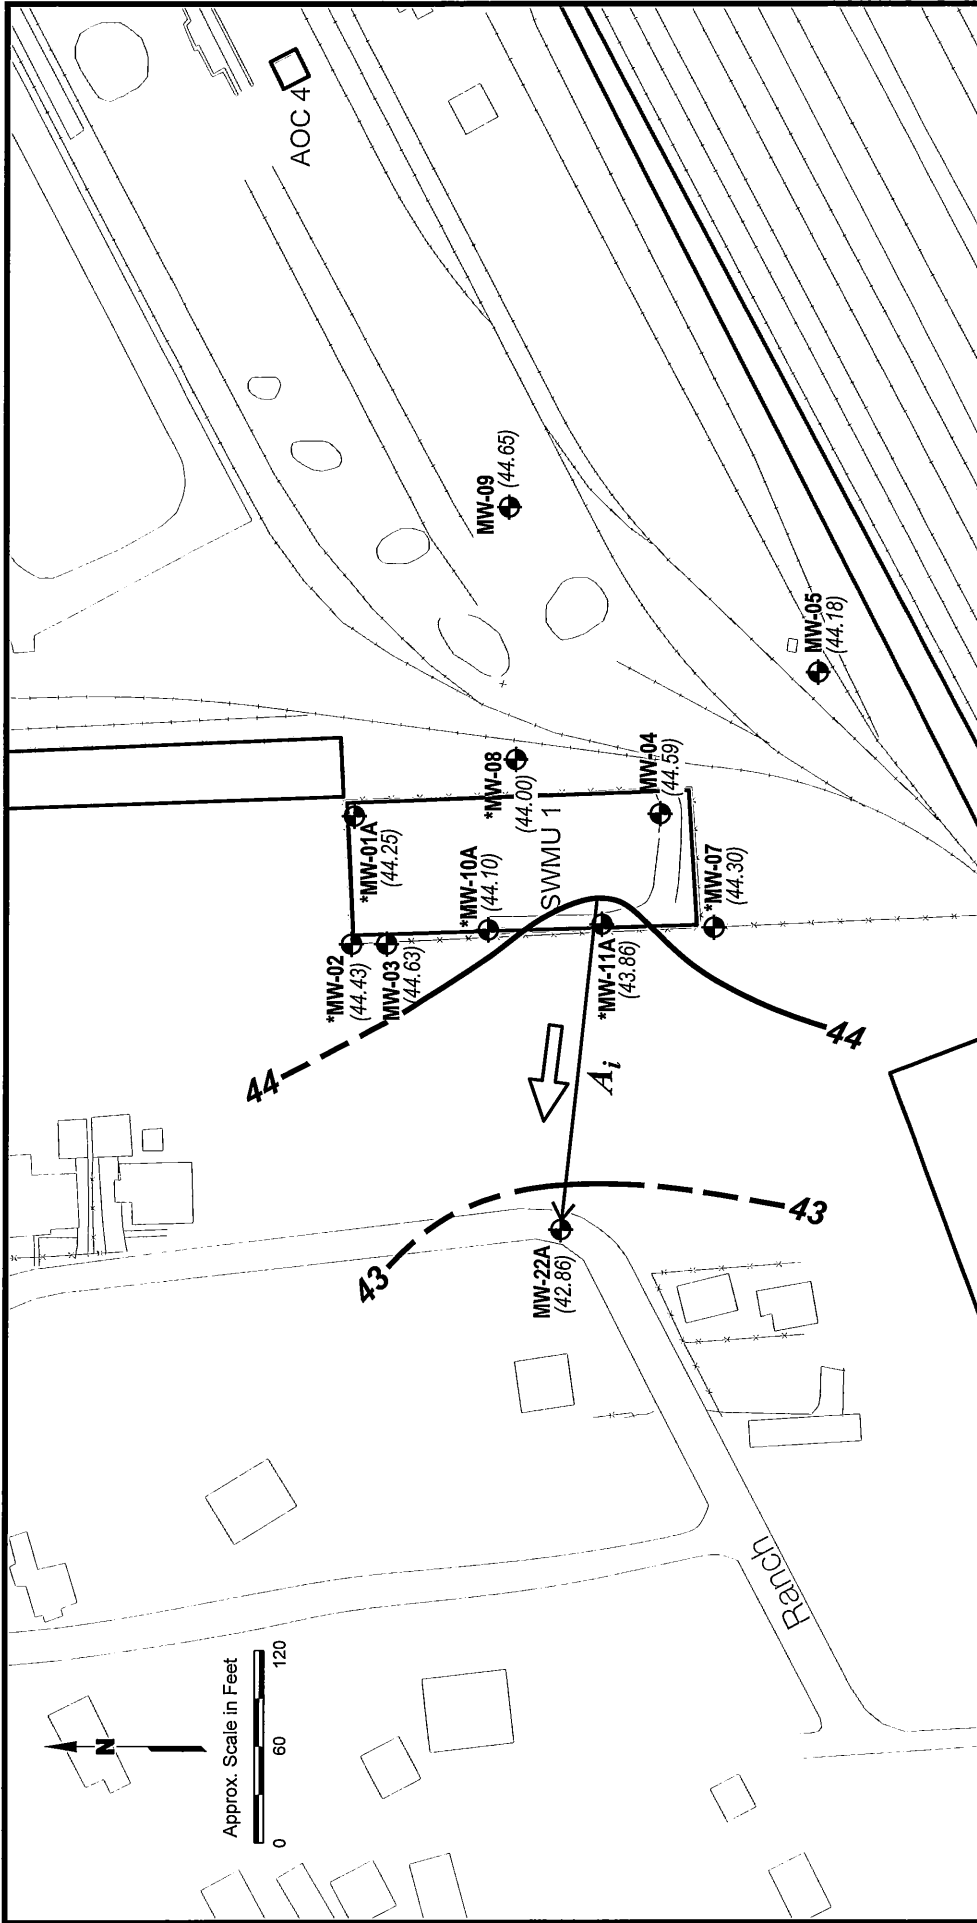 AOC 4
MW-09
(44.65)
MW-05
(44.18)
*MW-08
(44.00)
MW-04
(44.59)
*MW-01A
(44.25)
SWMU 1
*MW-10A
(44.10)
*MW-07
(44.30)
*MW-02
(44.43)
MW-03
(44.63)
*MW-11A
(43.86)
44
44
A_i
43
43
MW-22A
(42.86)
Ranch
N
Approx. Scale in Feet
0 60 120